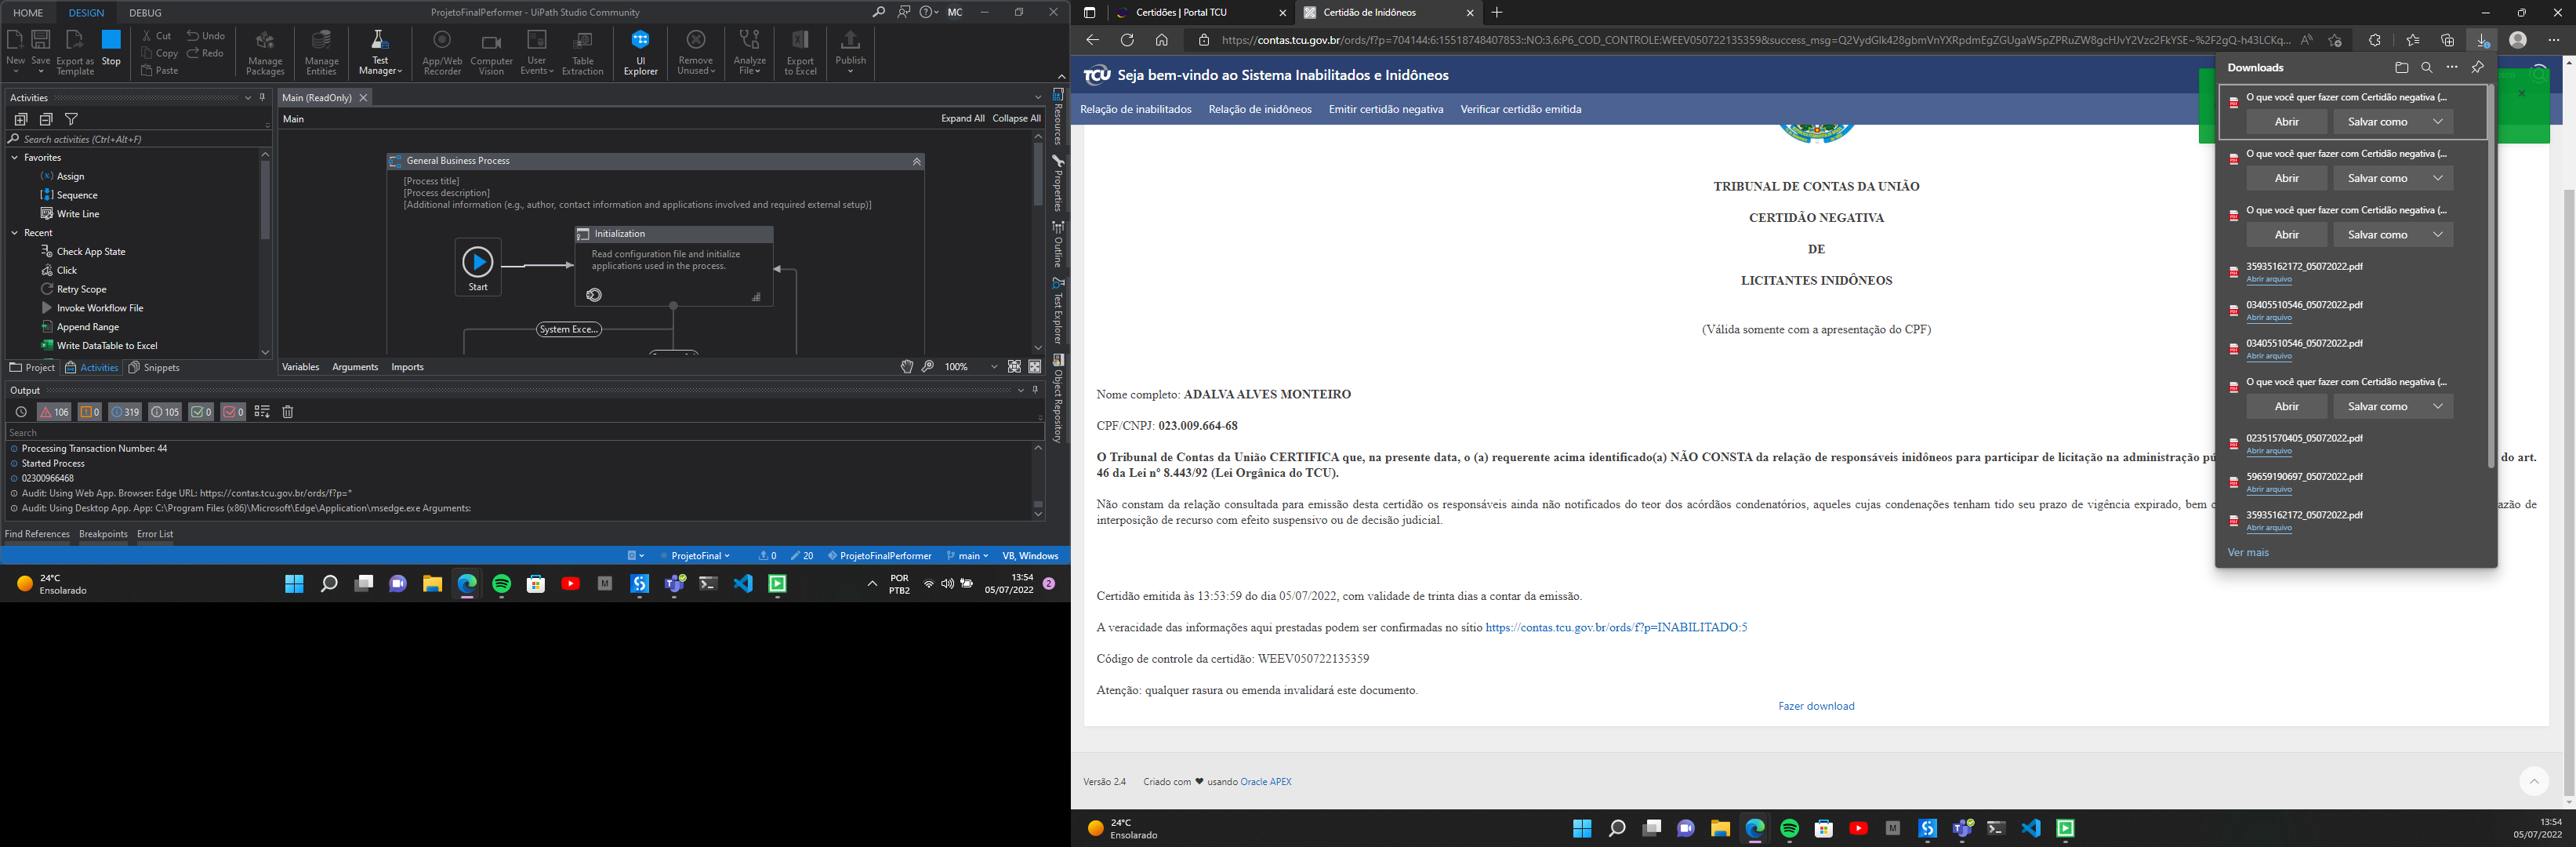 HOME DESIGN DEBUG
ProjetoFinalPerformer - UiPath Studio Community
MC
New
Save
Export as Template
Stop
Cut
Copy
Paste
Undo
Redo
Manage Packages
Manage Entities
Test Manager
App/Web Recorder
Computer Vision
User Events
Table Extraction
UI Explorer
Remove Unused
Analyze File
Export to Excel
Publish
Activities
Search activities (Ctrl+Alt+F)
Favorites
Assign
Sequence
Write Line
Recent
Check App State
Click
Retry Scope
Invoke Workflow File
Append Range
Write DataTable to Excel
Project Activities Snippets
Main (ReadOnly)
Main
Expand All Collapse All
General Business Process
[Process title]
[Process description]
[Additional information (e.g., author, contact information and applications involved and required external setup)]
Start
Initialization
Read configuration file and initialize
applications used in the process.
System Exce...
Variables Arguments Imports
100%
Resources
Properties
Outline
Test Explorer
Object Repository
Output
106 0 319 105 0 0
Search
Processing Transaction Number: 44
Started Process
02300966468
Audit: Using Web App. Browser: Edge URL: https://contas.tcu.gov.br/ords/f?p=*
Audit: Using Desktop App. App: C:\Program Files (x86)\Microsoft\Edge\Application\msedge.exe Arguments:
Find References Breakpoints Error List
ProjetoFinal 0 20 ProjetoFinalPerformer main VB, Windows
24°C
Ensolarado
POR
PTB2
13:54
05/07/2022
2
Certidões | Portal TCU
Certidão de Inidôneos
https://contas.tcu.gov.br/ords/f?p=704144:6:15518748407853::NO:3,6:P6_COD_CONTROLE:WEEV050722135359&success_msg=Q2VydGlk428gbmVnYXRpdmEgZGUgaW5pZPRuZW8gcHJvY2Vzc2FkYSE~%2F2gQ-h43LCKq...
TCU Seja bem-vindo ao Sistema Inabilitados e Inidôneos
Relação de inabilitados Relação de inidôneos Emitir certidão negativa Verificar certidão emitida
TRIBUNAL DE CONTAS DA UNIÃO
CERTIDÃO NEGATIVA
DE
LICITANTES INIDÔNEOS
(Válida somente com a apresentação do CPF)
Nome completo: ADALVA ALVES MONTEIRO
CPF/CNPJ: 023.009.664-68
O Tribunal de Contas da União CERTIFICA que, na presente data, o (a) requerente acima identificado(a) NÃO CONSTA da relação de responsáveis inidôneos para participar de licitação na administração do art.
46 da Lei nº 8.443/92 (Lei Orgânica do TCU).
Não constam da relação consultada para emissão desta certidão os responsáveis ainda não notificados do teor dos acórdãos condenatórios, aqueles cujas condenações tenham tido seu prazo de vigência expirado, bem de
interposição de recurso com efeito suspensivo ou de decisão judicial.
Certidão emitida às 13:53:59 do dia 05/07/2022, com validade de trinta dias a contar da emissão.
A veracidade das informações aqui prestadas podem ser confirmadas no sítio https://contas.tcu.gov.br/ords/f?p=INABILITADO:5
Código de controle da certidão: WEEV050722135359
Atenção: qualquer rasura ou emenda invalidará este documento.
Fazer download
Versão 2.4 Criado com ❤ usando Oracle APEX
Downloads
O que você quer fazer com Certidão negativa (...
Abrir Salvar como
O que você quer fazer com Certidão negativa (...
Abrir Salvar como
O que você quer fazer com Certidão negativa (...
Abrir Salvar como
35935162172_05072022.pdf
Abrir arquivo
03405510546_05072022.pdf
Abrir arquivo
03405510546_05072022.pdf
Abrir arquivo
O que você quer fazer com Certidão negativa (...
Abrir Salvar como
02351570405_05072022.pdf
Abrir arquivo
59659190697_05072022.pdf
Abrir arquivo
35935162172_05072022.pdf
Abrir arquivo
Ver mais
24°C
Ensolarado
13:54
05/07/2022